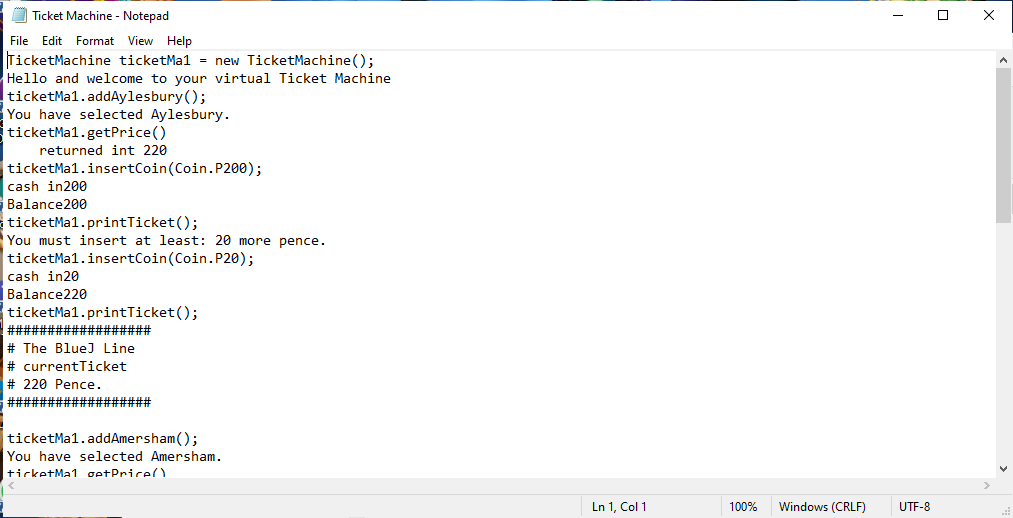 Ticket Machine - Notepad
File Edit Format View Help
TicketMachine ticketMa1 = new TicketMachine();
Hello and welcome to your virtual Ticket Machine
ticketMa1.addAylesbury();
You have selected Aylesbury.
ticketMa1.getPrice()
    returned int 220
ticketMa1.insertCoin(Coin.P200);
cash in200
Balance200
ticketMa1.printTicket();
You must insert at least: 20 more pence.
ticketMa1.insertCoin(Coin.P20);
cash in20
Balance220
ticketMa1.printTicket();
##################
# The BlueJ Line
# currentTicket
# 220 Pence.
##################

ticketMa1.addAmersham();
You have selected Amersham.
ticketMa1.getPrice()
Ln 1, Col 1 100% Windows (CRLF) UTF-8